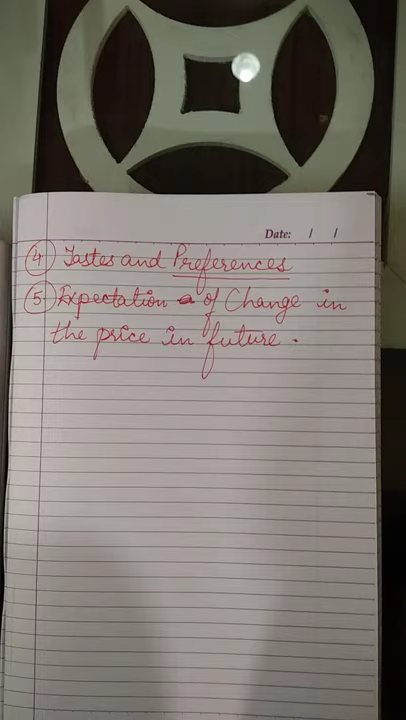 Date: / /
④ Tastes and Preferences
⑤ Expectation of Change in
the price in future.